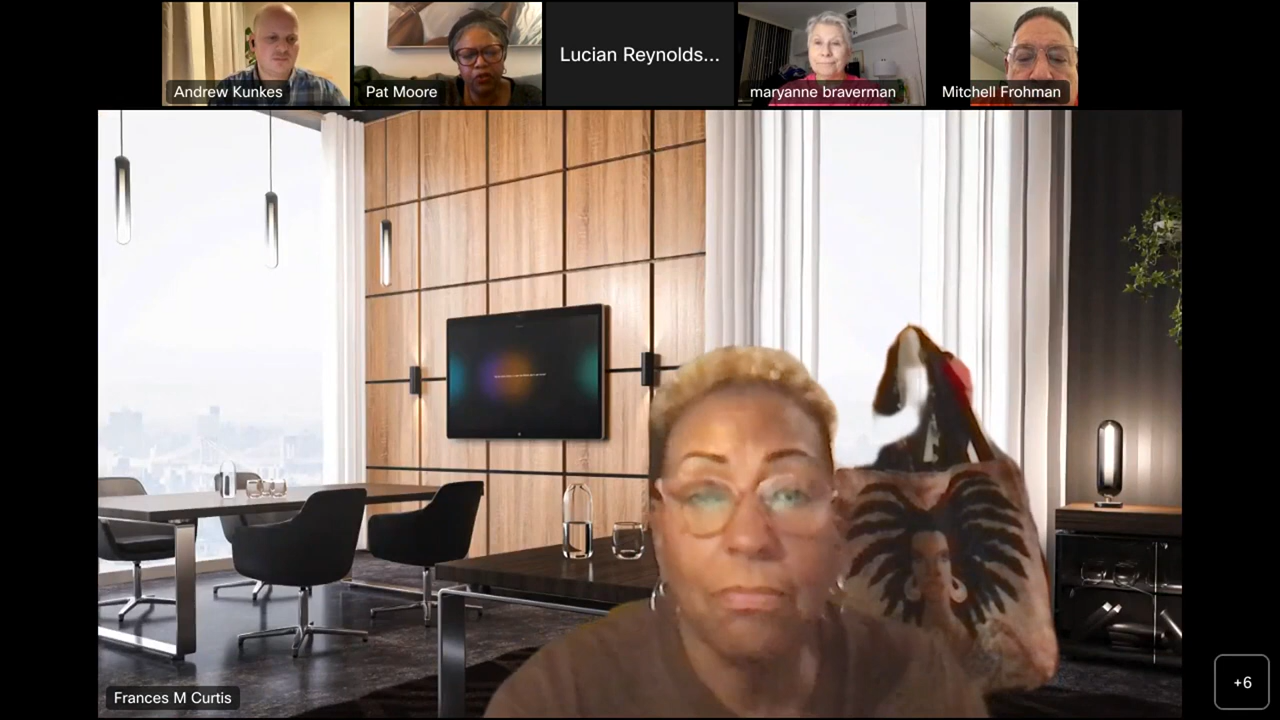 Andrew Kunkes
Pat Moore
Lucian Reynolds...
maryanne braverman
Mitchell Frohman
Frances M Curtis
+6